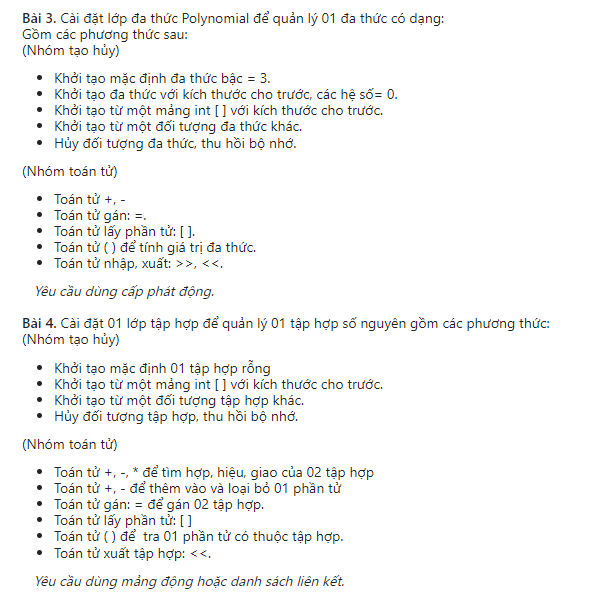 Bài 3. Cài đặt lớp đa thức Polynomial để quản lý 01 đa thức có dạng:
Gồm các phương thức sau:
(Nhóm tạo hủy)
• Khởi tạo mặc định đa thức bậc = 3.
• Khởi tạo đa thức với kích thước cho trước, các hệ số= 0.
• Khởi tạo từ một mảng int [ ] với kích thước cho trước.
• Khởi tạo từ một đối tượng đa thức khác.
• Hủy đối tượng đa thức, thu hồi bộ nhớ.
(Nhóm toán tử)
• Toán tử +, -
• Toán tử gán: =.
• Toán tử lấy phần tử: [ ].
• Toán tử ( ) để tính giá trị đa thức.
• Toán tử nhập, xuất: >>, <<.
Yêu cầu dùng cấp phát động.
Bài 4. Cài đặt 01 lớp tập hợp để quản lý 01 tập hợp số nguyên gồm các phương thức:
(Nhóm tạo hủy)
• Khởi tạo mặc định 01 tập hợp rỗng
• Khởi tạo từ một mảng int [ ] với kích thước cho trước.
• Khởi tạo từ một đối tượng tập hợp khác.
• Hủy đối tượng tập hợp, thu hồi bộ nhớ.
(Nhóm toán tử)
• Toán tử +, -, * để tìm hợp, hiệu, giao của 02 tập hợp
• Toán tử +, - để thêm vào và loại bỏ 01 phần tử
• Toán tử gán: = để gán 02 tập hợp.
• Toán tử lấy phần tử: [ ]
• Toán tử ( ) để  tra 01 phần tử có thuộc tập hợp.
• Toán tử xuất tập hợp: <<.
Yêu cầu dùng mảng động hoặc danh sách liên kết.